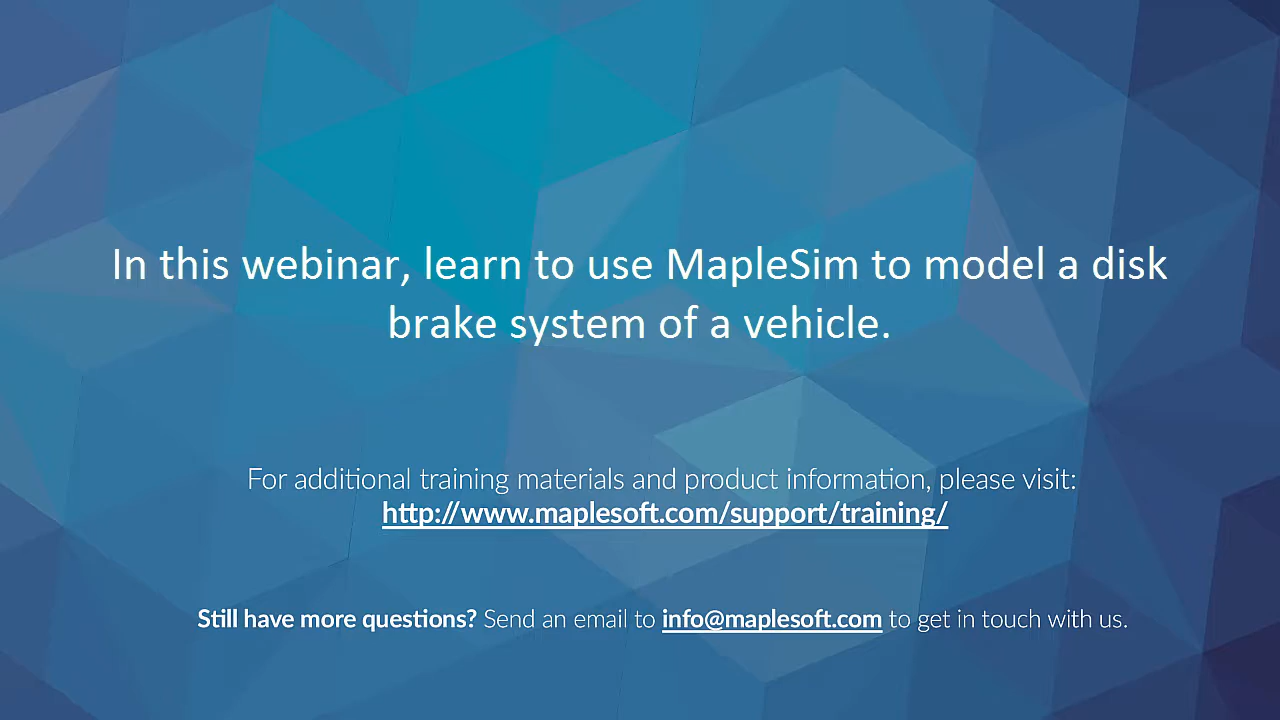 In this webinar, learn to use MapleSim to model a disk
brake system of a vehicle.
For additional training materials and product information, please visit:
http://www.maplesoft.com/support/training/
Still have more questions? Send an email to info@maplesoft.com to get in touch with us.